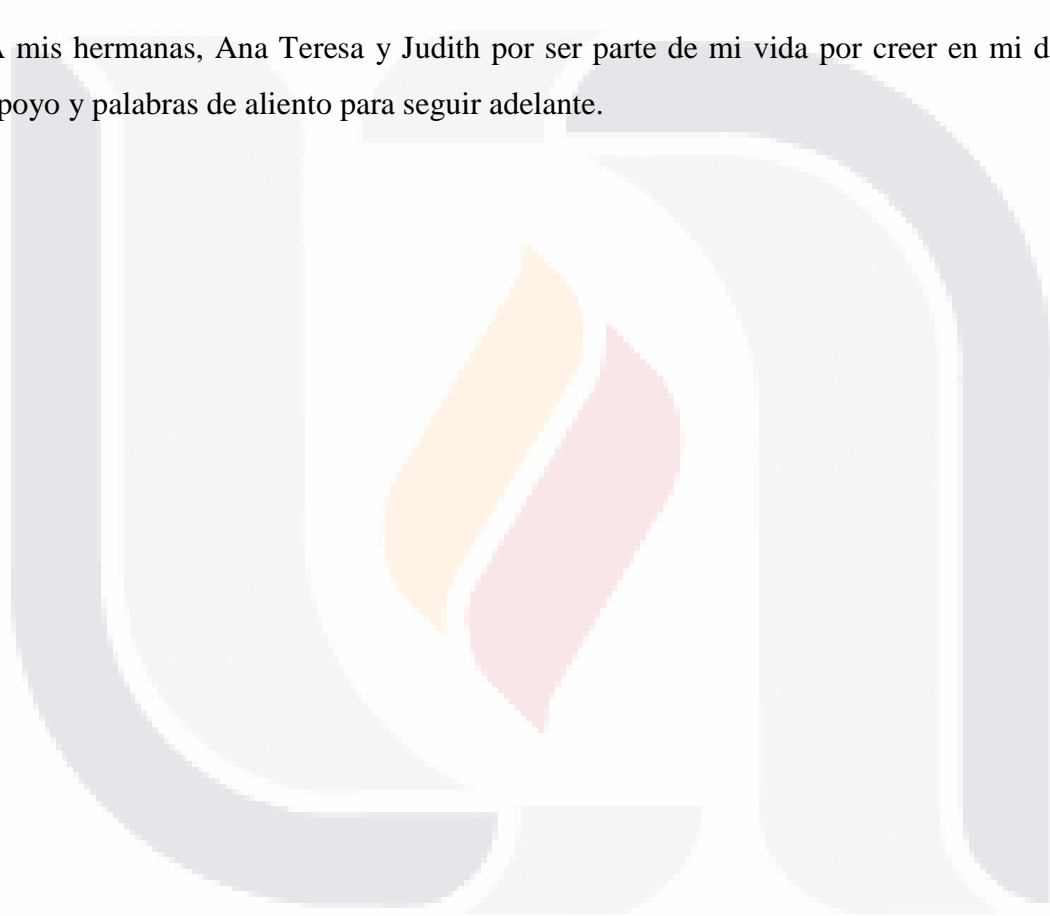 A mis hermanas, Ana Teresa y Judith por ser parte de mi vida por creer en mi
y palabras de aliento para seguir adelante.